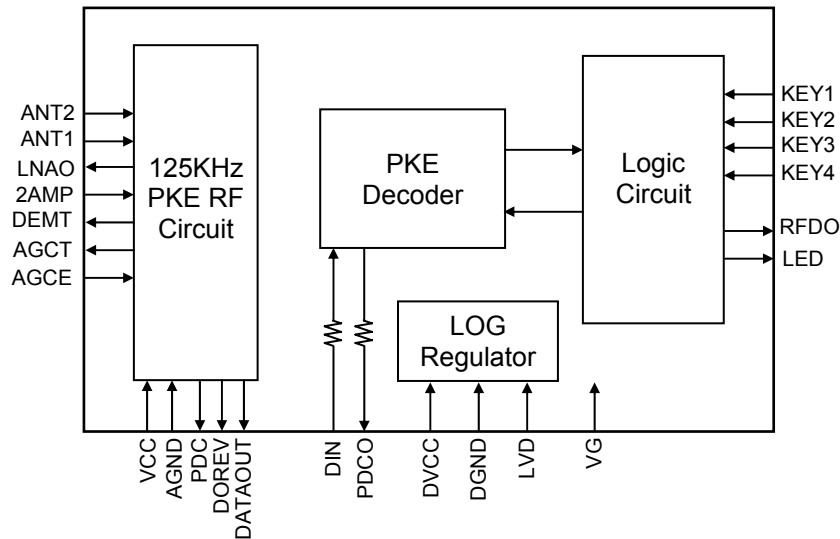 ANT2
ANT1
LNAO
2AMP
DEMT
AGCT
AGCE
125KHz
PKE RF
Circuit
PKE
Decoder
Logic
Circuit
KEY1
KEY2
KEY3
KEY4
RFDO
LED
LOG
Regulator
VCC
AGND
PDC
DOREV
DATAOUT
DIN
PDCO
DVCC
DGND
LVD
VG